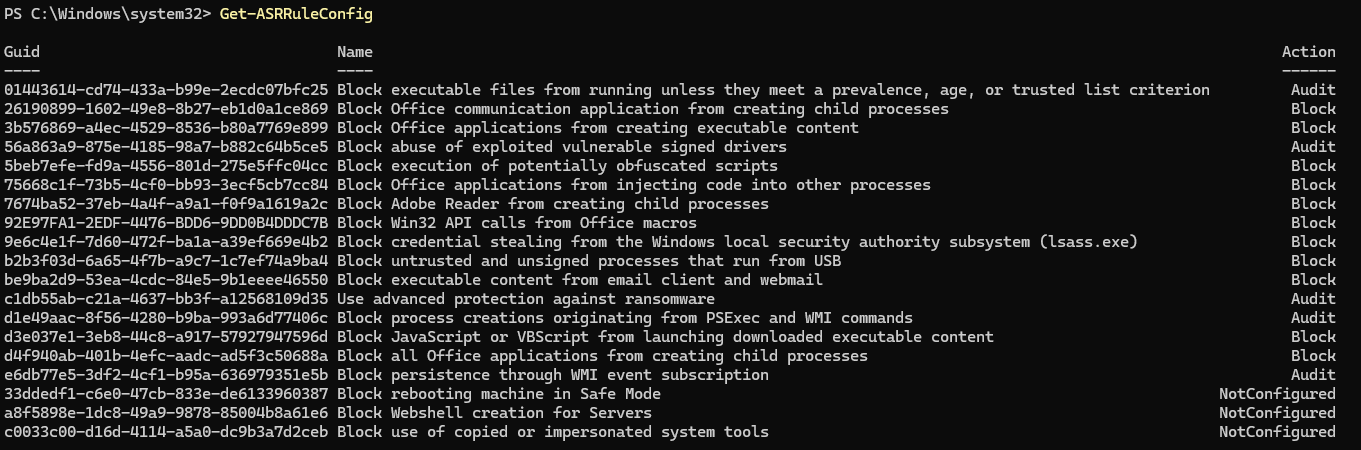 PS C:\Windows\system32> Get-ASRRuleConfig
Guid Name Action
---- ---- ------
01443614-cd74-433a-b99e-2ecdc07bfc25 Block executable files from running unless they meet a prevalence, age, or trusted list criterion Audit
26190899-1602-49e8-8b27-eb1d0a1ce869 Block Office communication application from creating child processes Block
3b576869-a4ec-4529-8536-b80a7769e899 Block Office applications from creating executable content Block
56a863a9-875e-4185-98a7-b882c64b5ce5 Block abuse of exploited vulnerable signed drivers Audit
5beb7efe-fd9a-4556-801d-275e5ffc04cc Block execution of potentially obfuscated scripts Block
75668c1f-73b5-4cf0-bb93-3ecf5cb7cc84 Block Office applications from injecting code into other processes Block
7674ba52-37eb-4a4f-a9a1-f0f9a1619a2c Block Adobe Reader from creating child processes Block
92E97FA1-2EDF-4476-BDD6-9DD0B4DDDC7B Block Win32 API calls from Office macros Block
9e6c4e1f-7d60-472f-ba1a-a39ef669e4b2 Block credential stealing from the Windows local security authority subsystem (lsass.exe) Block
b2b3f03d-6a65-4f7b-a9c7-1c7ef74a9ba4 Block untrusted and unsigned processes that run from USB Block
be9ba2d9-53ea-4cdc-84e5-9b1eeee46550 Block executable content from email client and webmail Block
c1db55ab-c21a-4637-bb3f-a12568109d35 Use advanced protection against ransomware Audit
d1e49aac-8f56-4280-b9ba-993a6d77406c Block process creations originating from PSExec and WMI commands Audit
d3e037e1-3eb8-44c8-a917-57927947596d Block JavaScript or VBScript from launching downloaded executable content Block
d4f940ab-401b-4efc-aadc-ad5f3c50688a Block all Office applications from creating child processes Block
e6db77e5-3df2-4cf1-b95a-636979351e5b Block persistence through WMI event subscription Audit
33ddedf1-c6e0-47cb-833e-de6133960387 Block rebooting machine in Safe Mode NotConfigured
a8f5898e-1dc8-49a9-9878-85004b8a61e6 Block Webshell creation for Servers NotConfigured
c0033c00-d16d-4114-a5a0-dc9b3a7d2ceb Block use of copied or impersonated system tools NotConfigured